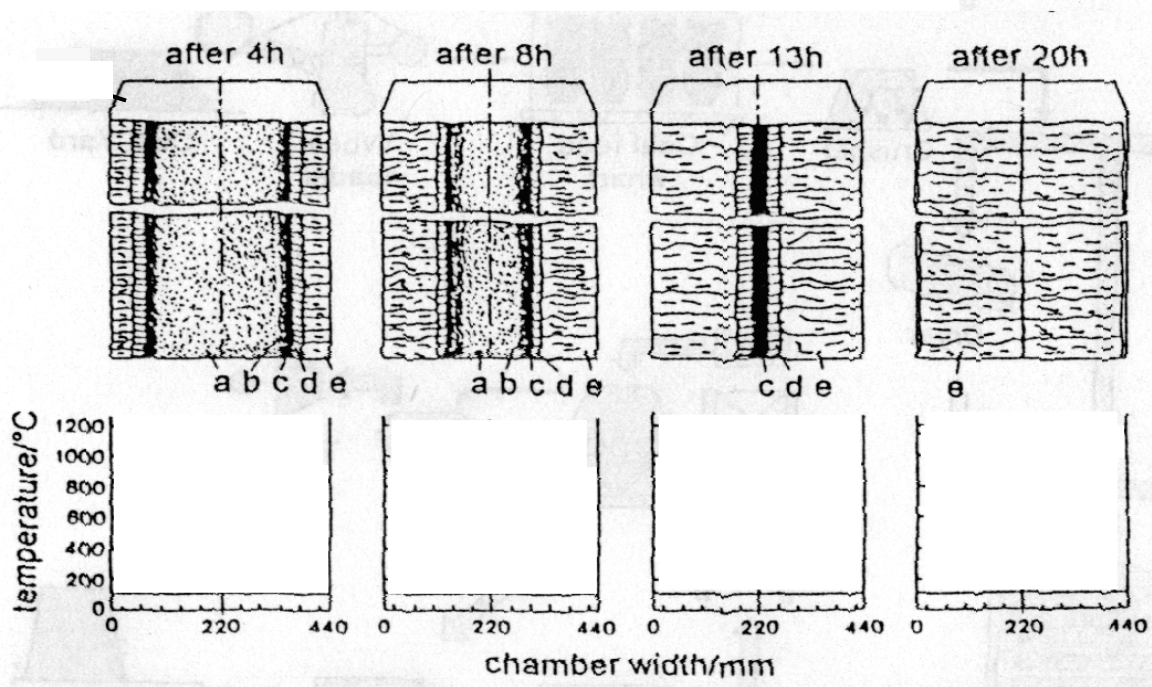 after 4h after 8h after 13h after 20h
a b c d e a b c d e c d e e
temperature/°C
1200
1000
800
600
400
200
0
0 220 440 0 220 440 0 220 440 0 220 440
chamber width/mm